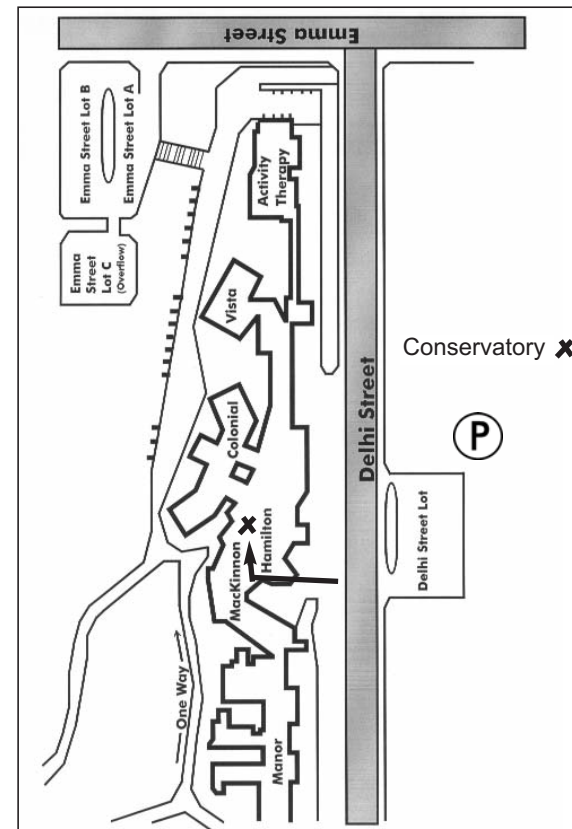 Emma Street
Emma Street Lot B
Emma Street Lot A
Emma
Street
Lot C
(Overflow)
Activity
Therapy
Vista
Conservatory ✘
P
Colonial
Delhi Street
MacKinnon
Hamilton
Delhi Street Lot
One Way
Manor